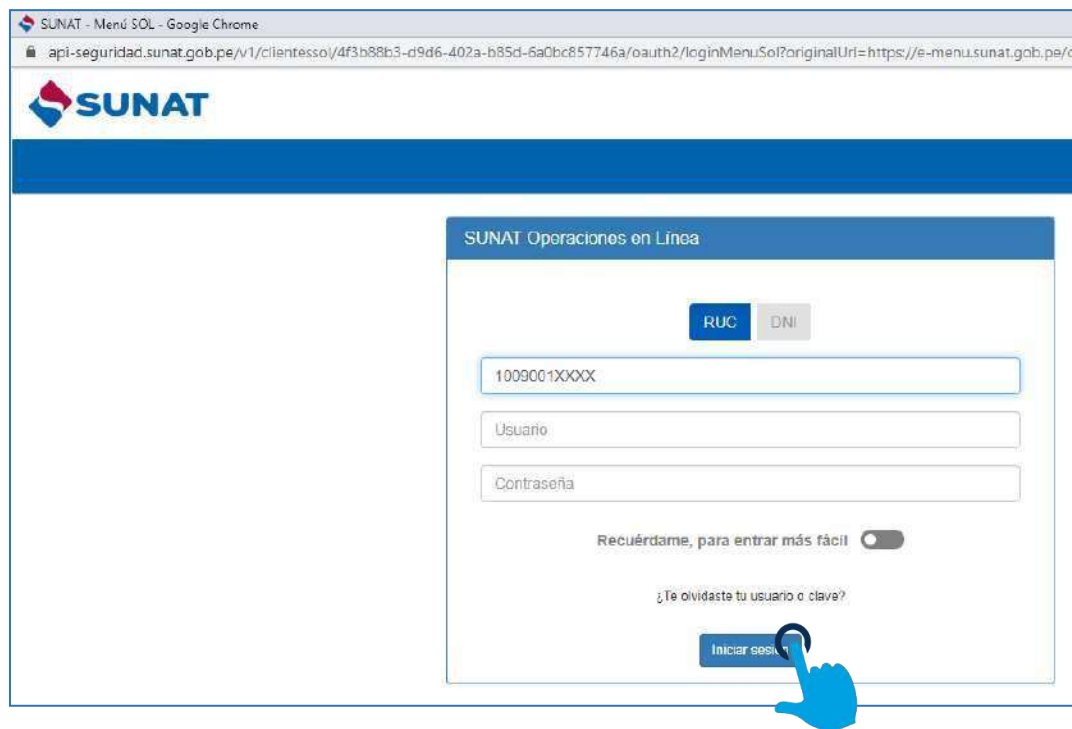 SUNAT - Menú SOL - Google Chrome
api-seguridad.sunat.gob.pe/v1/clientessol/4f3b88b3-d9d6-402a-b85d-6a0bc857746a/oauth2/loginMenuSol?originalUrl=https://e-menu.sunat.gob.pe/c
SUNAT
SUNAT Operaciones en Línea
RUC DNI
1009001XXXX
Usuario
Contraseña
Recuérdame, para entrar más fácil
¿Te olvidaste tu usuario o clave?
Iniciar sesión